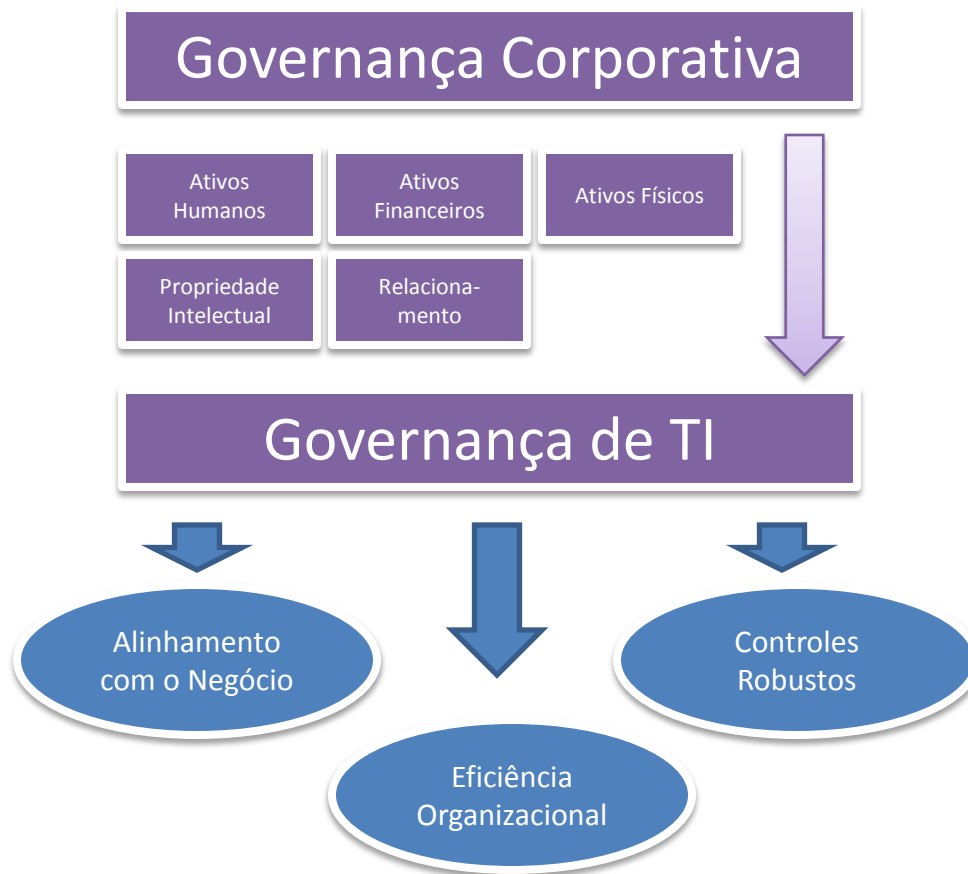 Governança Corporativa
Ativos
Humanos
Ativos
Financeiros
Ativos Físicos
Propriedade
Intelectual
Relaciona-
mento
Governança de TI
Alinhamento
com o Negócio
Controles
Robustos
Eficiência
Organizacional